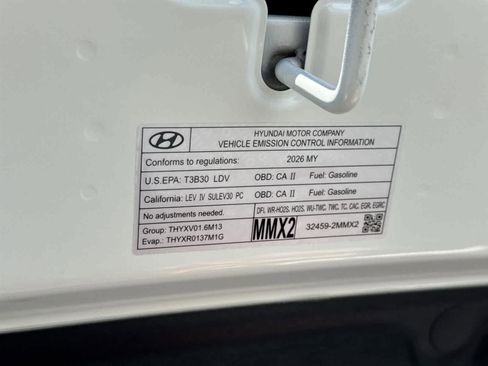 HYUNDAI MOTOR COMPANY
VEHICLE EMISSION CONTROL INFORMATION
Conforms to regulations: 2026 MY
U.S.EPA: T3B30 LDV OBD: CA II Fuel: Gasoline
California: LEV IV SULEV30 PC OBD: CA II Fuel: Gasoline
No adjustments needed. DFI, WR-HO2S, HO2S, WU-TWC, TWC, TC, CAC, EGR, EGRC
Group: THYXV01.6M13
Evap.: THYXR0137M1G
MMX2 32459-2MMX2